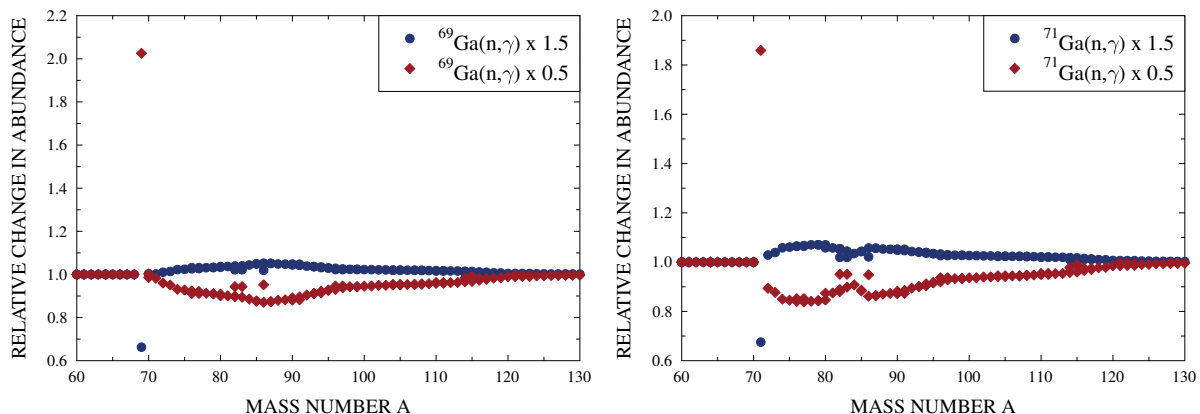 RELATIVE CHANGE IN ABUNDANCE
2.2
2.0
1.8
1.6
1.4
1.2
1.0
0.8
0.6
⁶⁹Ga(n,γ) x 1.5
⁶⁹Ga(n,γ) x 0.5
60 70 80 90 100 110 120 130
MASS NUMBER A
RELATIVE CHANGE IN ABUNDANCE
2.0
1.8
1.6
1.4
1.2
1.0
0.8
0.6
⁷¹Ga(n,γ) x 1.5
⁷¹Ga(n,γ) x 0.5
60 70 80 90 100 110 120 130
MASS NUMBER A